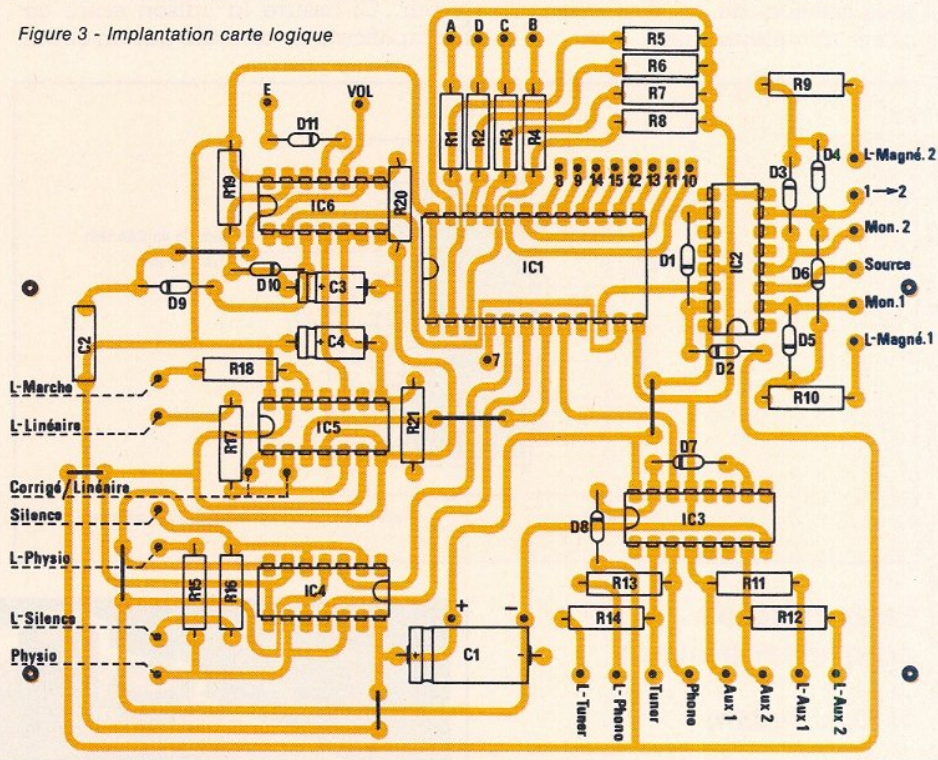 Figure 3 - Implantation carte logique
A D C B
R5
R6
R7
R8
R9
E
VOL
D11
R1
R2
R3
R4
R19
R20
IC6
8 9 14 15 12 13 11 10
D3
D4
L-Magné.2
1→2
Mon.2
Source
Mon.1
L-Magné.1
D1
IC2
D6
D5
D2
R10
IC1
D10
D9
+ C3 -
+ C4 -
C2
7
R18
L-Marche
L-Linéaire
R17
IC5
R21
Corrigé/Linéaire
Silence
L-Physio
L-Silence
Physio
R15
R16
IC4
D7
D8
IC3
R13
R14
R11
R12
+ -
+ C1 -
L-Tuner
L-Phono
Tuner
Phono
Aux 1
Aux 2
L-Aux 1
L-Aux 2